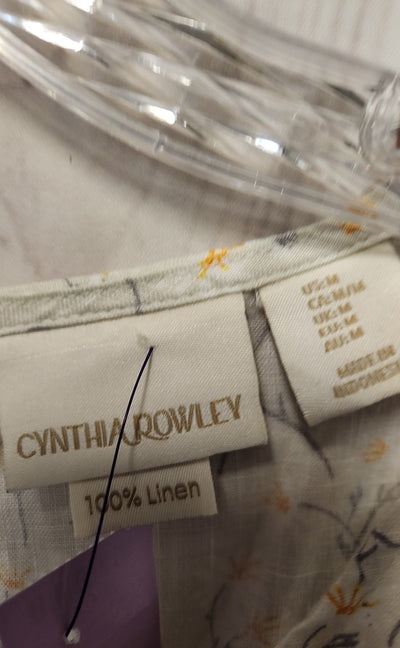 CYNTHIA ROWLEY
100% Linen
US: M
CA: M/M
UK: M
EU: M
AU: M
MADE IN
INDONESIA